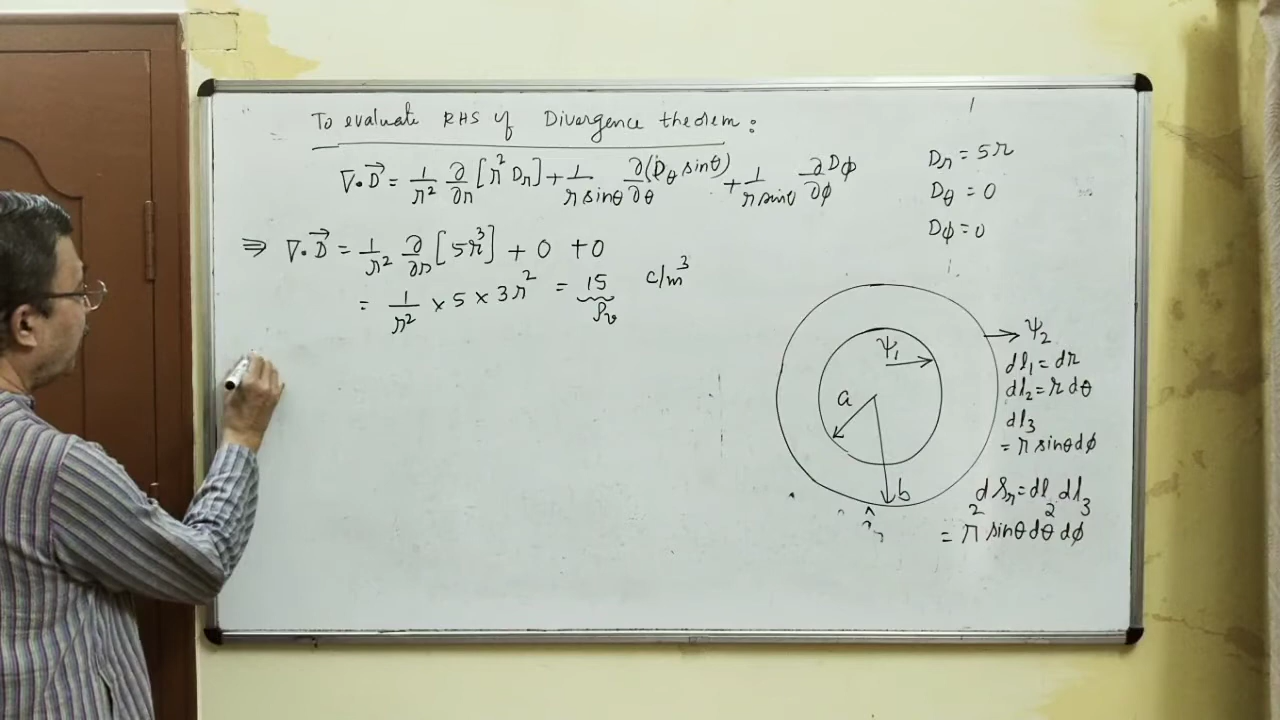 To evaluate RHS of Divergence theorem:
∇·D⃗ = 1/r² ∂/∂r [r² Dr] + 1/(r sinθ) ∂(Dθ sinθ)/∂θ + 1/(r sinθ) ∂Dϕ/∂ϕ
⇒ ∇·D⃗ = 1/r² ∂/∂r [5r³] + 0 + 0
= 1/r² × 5 × 3r² = 15 c/m³
ρv
Dr = 5r
Dθ = 0
Dϕ = 0
ψ1
a
b
ψ2
dl1 = dr
dl2 = r dθ
dl3
= r sinθ dϕ
dSr = dl2 dl3
= r² sinθ dθ dϕ